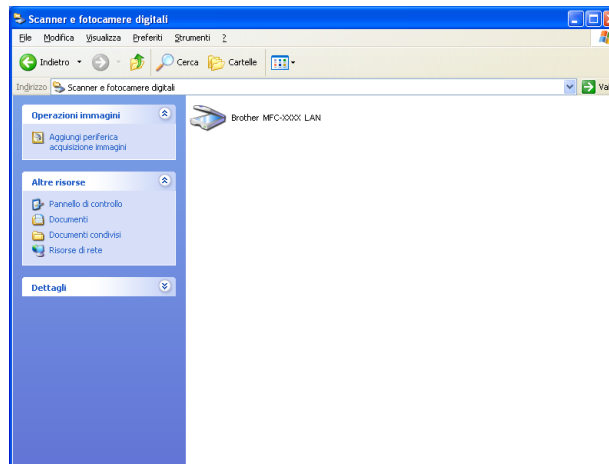 Scanner e fotocamere digitali
File Modifica Visualizza Preferiti Strumenti ?
Indietro Cerca Cartelle
Indirizzo Scanner e fotocamere digitali Vai
Operazioni immagini
Aggiungi periferica
acquisizione immagini
Altre risorse
Pannello di controllo
Documenti
Documenti condivisi
Risorse di rete
Dettagli
Brother MFC-XXXX LAN